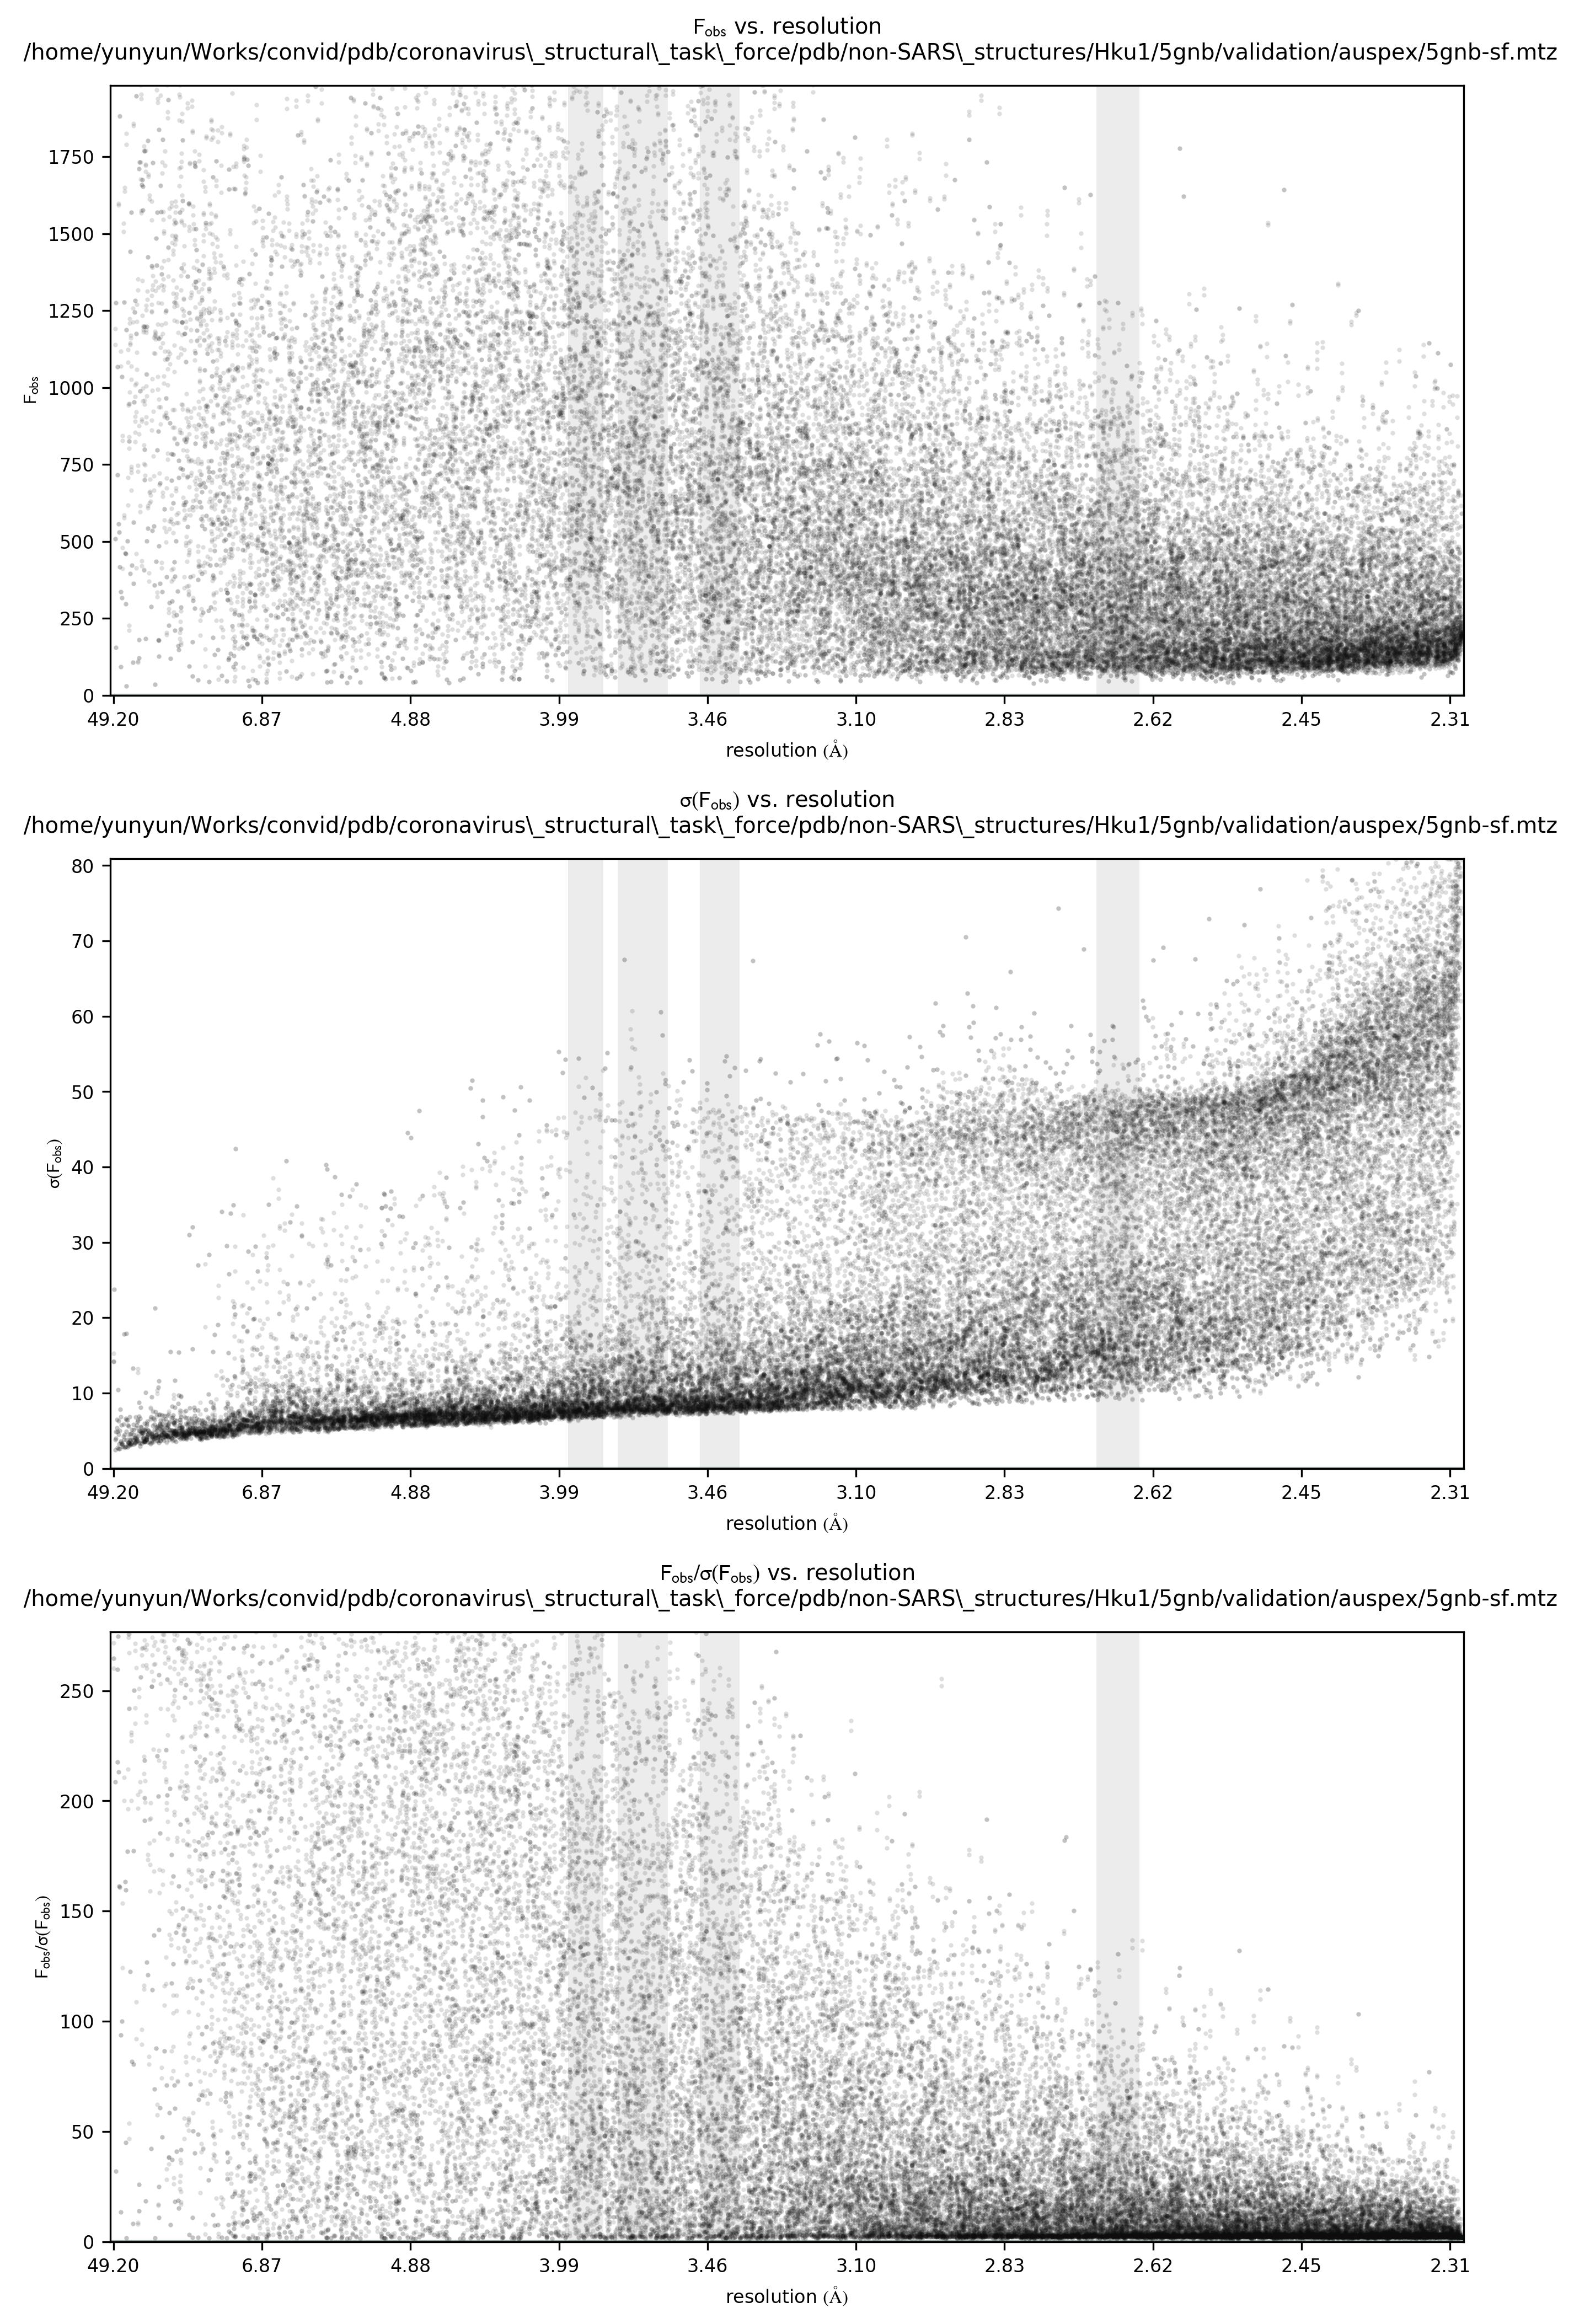 Fobs vs. resolution
/home/yunyun/Works/convid/pdb/coronavirus\_structural\_task\_force/pdb/non-SARS\_structures/Hku1/5gnb/validation/auspex/5gnb-sf.mtz
1750
1500
1250
1000
750
500
250
0
Fobs
49.20 6.87 4.88 3.99 3.46 3.10 2.83 2.62 2.45 2.31
resolution (Å)
σ(Fobs) vs. resolution
/home/yunyun/Works/convid/pdb/coronavirus\_structural\_task\_force/pdb/non-SARS\_structures/Hku1/5gnb/validation/auspex/5gnb-sf.mtz
80
70
60
50
40
30
20
10
0
σ(Fobs)
49.20 6.87 4.88 3.99 3.46 3.10 2.83 2.62 2.45 2.31
resolution (Å)
Fobs/σ(Fobs) vs. resolution
/home/yunyun/Works/convid/pdb/coronavirus\_structural\_task\_force/pdb/non-SARS\_structures/Hku1/5gnb/validation/auspex/5gnb-sf.mtz
250
200
150
100
50
0
Fobs/σ(Fobs)
49.20 6.87 4.88 3.99 3.46 3.10 2.83 2.62 2.45 2.31
resolution (Å)